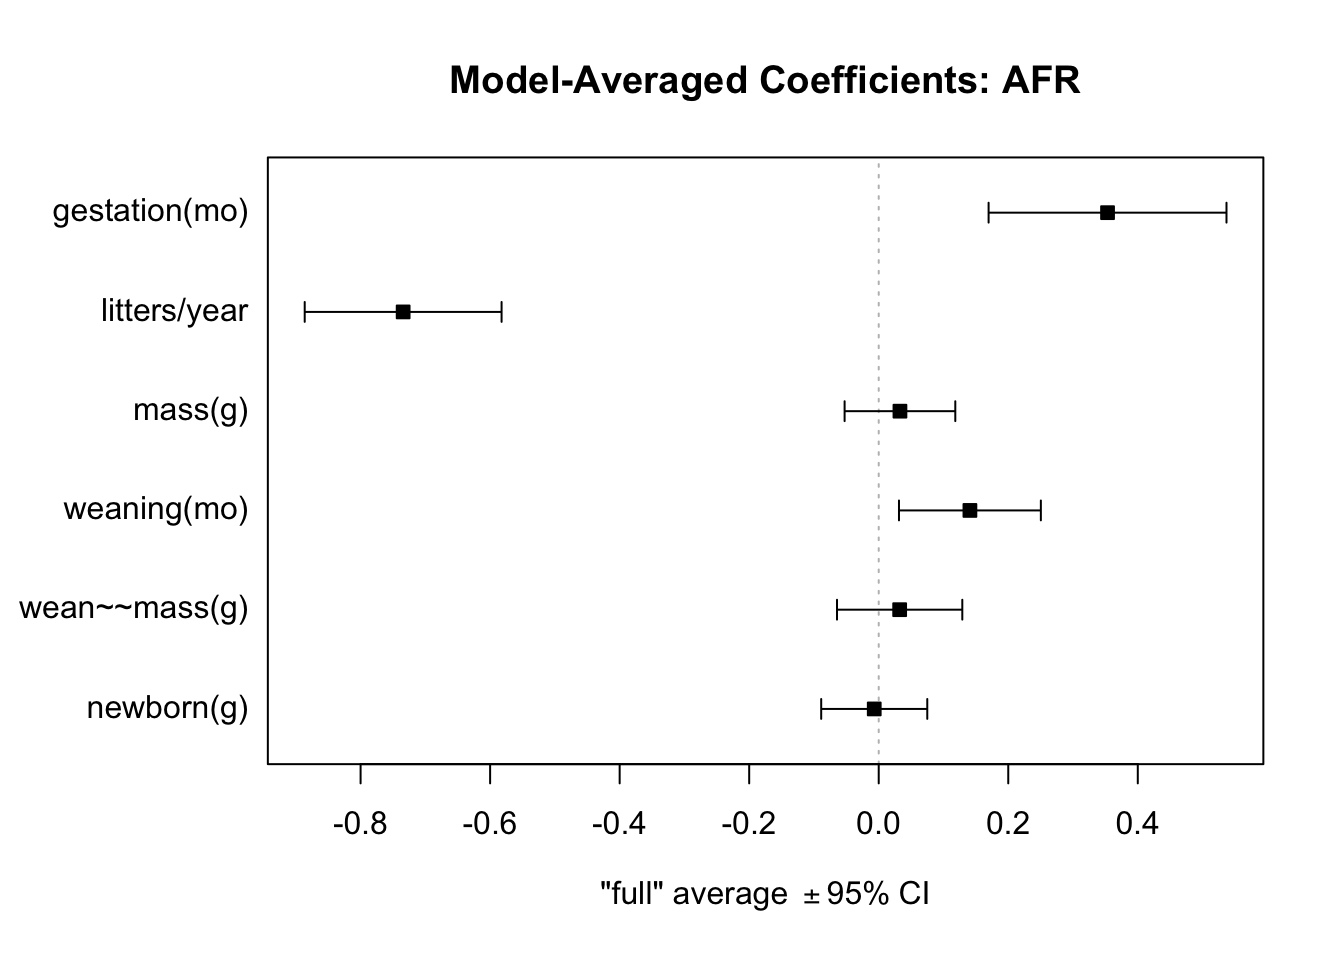 Model-Averaged Coefficients: AFR
gestation(mo)
litters/year
mass(g)
weaning(mo)
wean~~mass(g)
newborn(g)
-0.8 -0.6 -0.4 -0.2 0.0 0.2 0.4
"full" average ± 95% CI